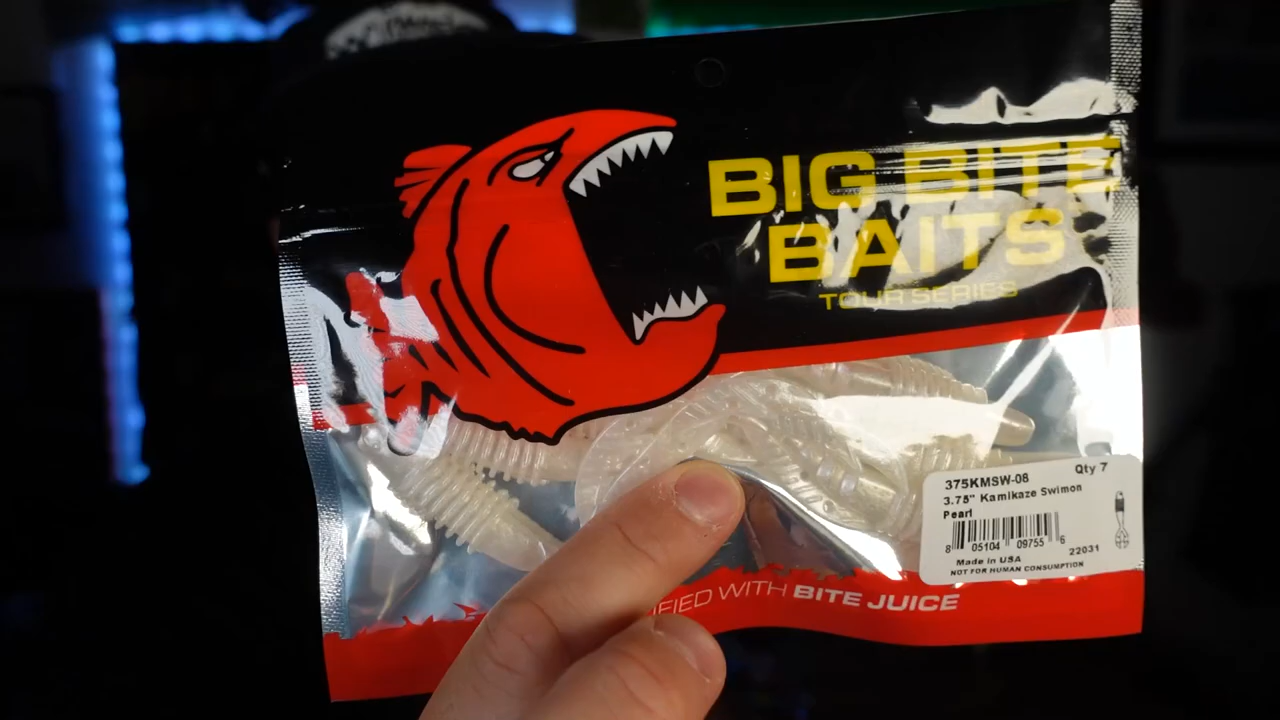 BIG BITE
BAITS
TOUR SERIES
375KMSW-08 Qty 7
3.75" Kamikaze Swimon
Pearl
8 05104 09755 6
Made in USA 22031
NOT FOR HUMAN CONSUMPTION
WITH BITE JUICE